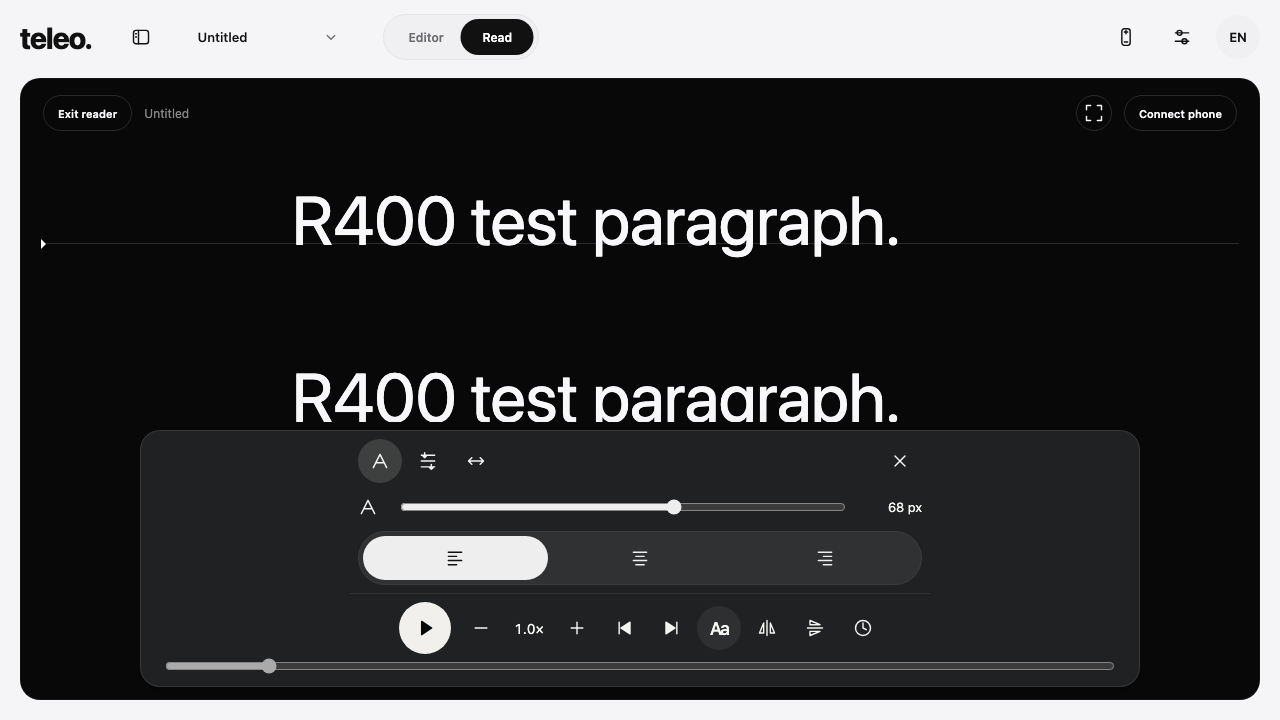 teleo.
Untitled
Editor
Read
EN
Exit reader
Untitled
Connect phone
R400 test paragraph.
R400 test paragraph.
68 px
1.0×
Aa